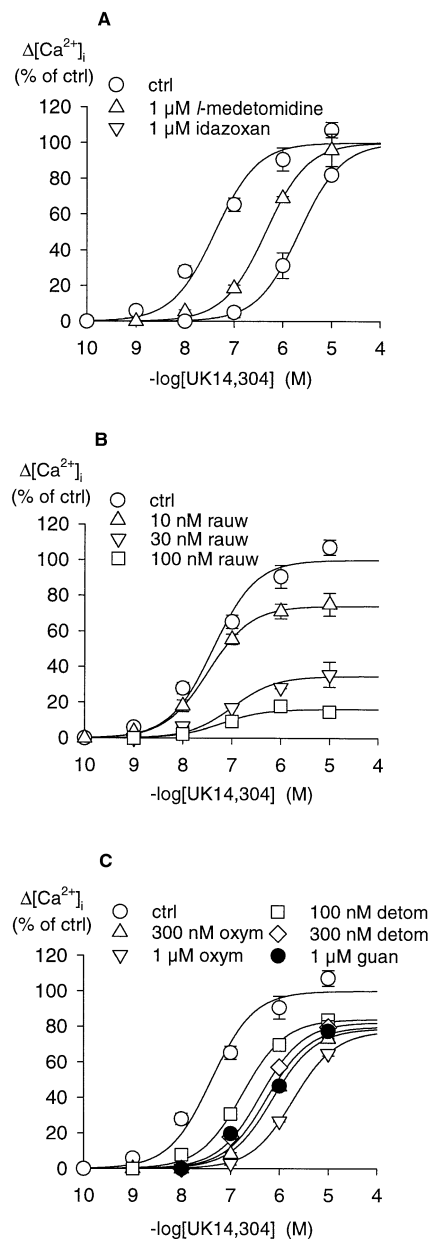 A
Δ[Ca²⁺]ᵢ
(% of ctrl)
ctrl
1 μM l-medetomidine
1 μM idazoxan
120
100
80
60
40
20
0
10 9 8 7 6 5 4
-log[UK14,304] (M)
B
Δ[Ca²⁺]ᵢ
(% of ctrl)
ctrl
10 nM rauw
30 nM rauw
100 nM rauw
120
100
80
60
40
20
0
10 9 8 7 6 5 4
-log[UK14,304] (M)
C
Δ[Ca²⁺]ᵢ
(% of ctrl)
ctrl 100 nM detom
300 nM oxym 300 nM detom
1 μM oxym 1 μM guan
120
100
80
60
40
20
0
10 9 8 7 6 5 4
-log[UK14,304] (M)